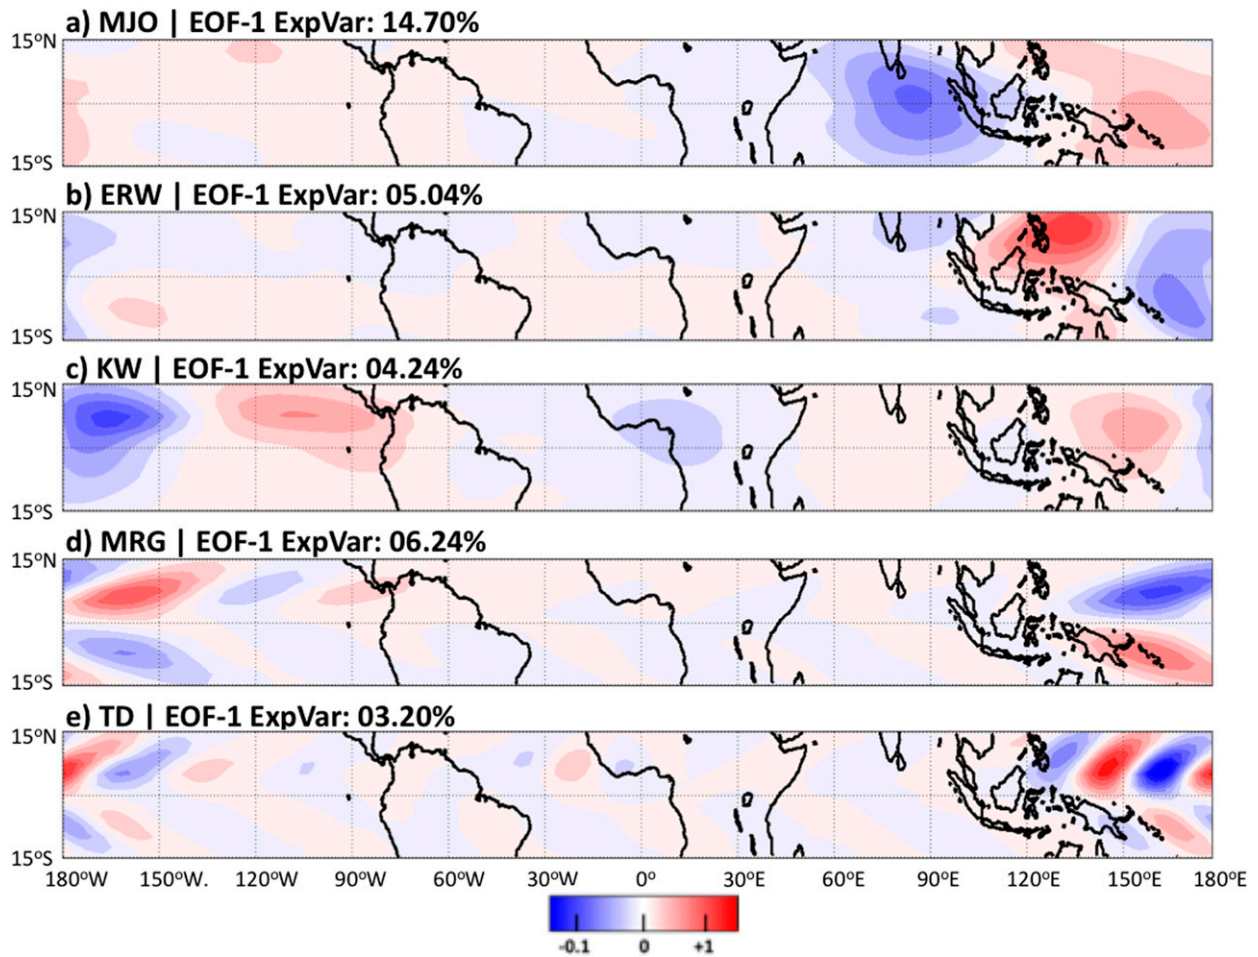 a) MJO | EOF-1 ExpVar: 14.70%
15ºN
15ºS
b) ERW | EOF-1 ExpVar: 05.04%
15ºN
15ºS
c) KW | EOF-1 ExpVar: 04.24%
15ºN
15ºS
d) MRG | EOF-1 ExpVar: 06.24%
15ºN
15ºS
e) TD | EOF-1 ExpVar: 03.20%
15ºN
15ºS
180ºW 150ºW. 120ºW 90ºW 60ºW 30ºW 0º 30ºE 60ºE 90ºE 120ºE 150ºE 180ºE
-0.1 0 +1